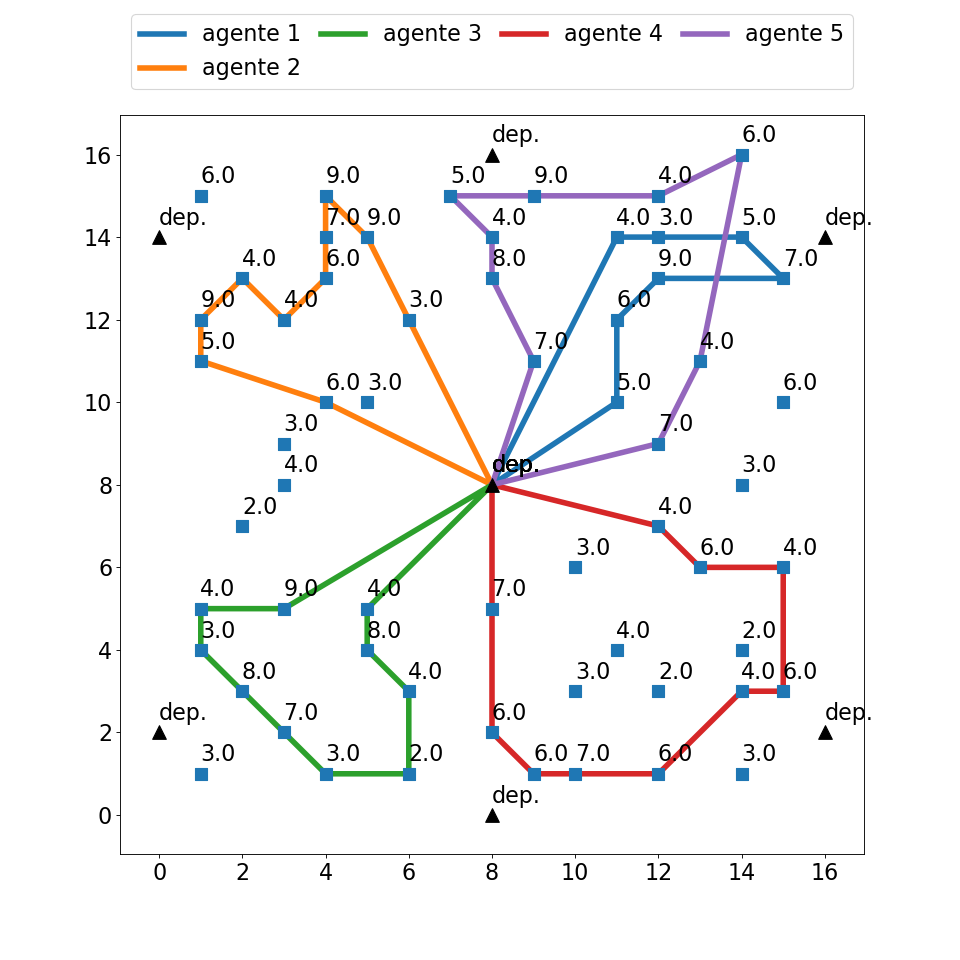 agente 1 agente 3 agente 4 agente 5
agente 2
dep. 6.0
6.0 9.0 5.0 9.0 4.0
dep. 7.0 9.0 4.0 4.0 3.0 5.0 dep.
4.0 6.0 8.0 9.0 7.0
9.0 4.0 3.0 6.0
5.0 7.0 4.0
6.0 3.0 5.0 6.0
3.0 7.0
4.0 dep. dep. 3.0
2.0 4.0
3.0 6.0 4.0
4.0 9.0 4.0 7.0
3.0 8.0 4.0 2.0
8.0 4.0 3.0 2.0 4.0 6.0
dep. 7.0 6.0 dep.
3.0 3.0 2.0 6.0 7.0 6.0 3.0
dep.
16
14
12
10
8
6
4
2
0
0 2 4 6 8 10 12 14 16